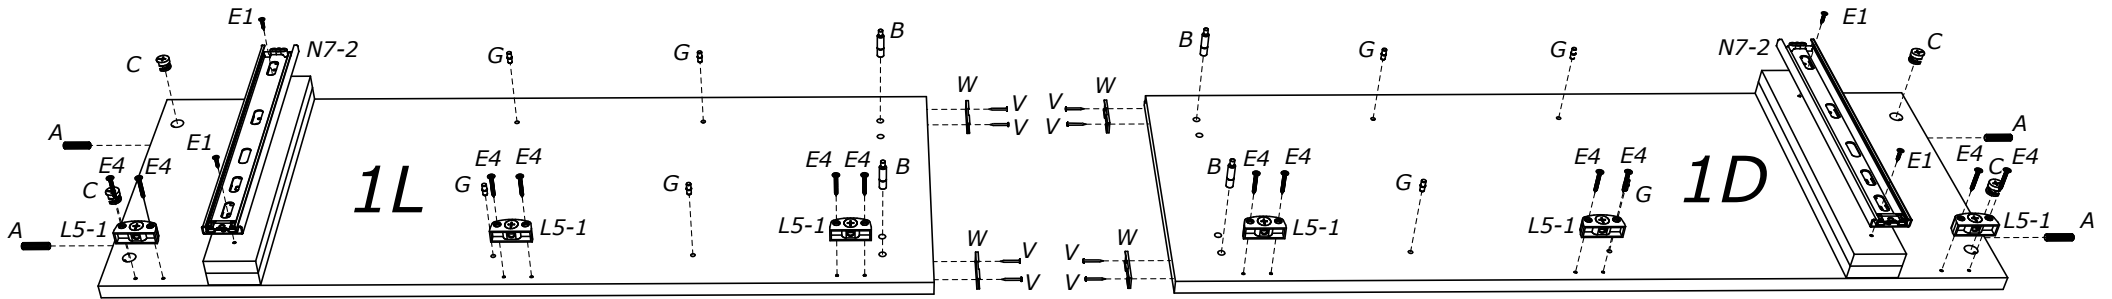 E1 E1
B B
N7-2 G G G G N7-2
C C
W V V W
V V
A A
E1 E1
E4 E4 E4 E4 E4 E4 E4 E4 E4 E4 E4 E4
C G G B B G G C
1L 1D
A L5-1 L5-1 L5-1 L5-1 L5-1 L5-1 A
W V V W
V V